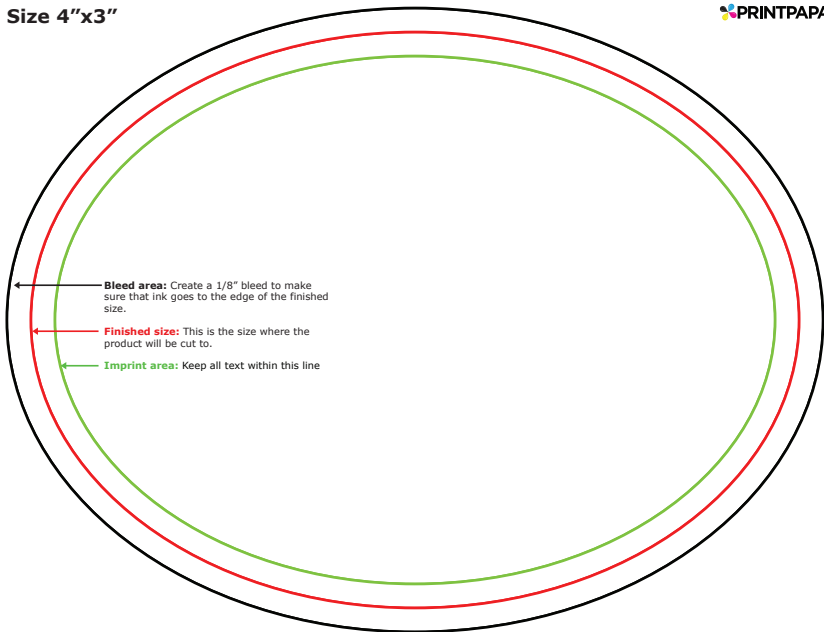 Size 4”x3”
PRINTPAPA
Bleed area: Create a 1/8” bleed to make
sure that ink goes to the edge of the finished
size.
Finished size: This is the size where the
product will be cut to.
Imprint area: Keep all text within this line